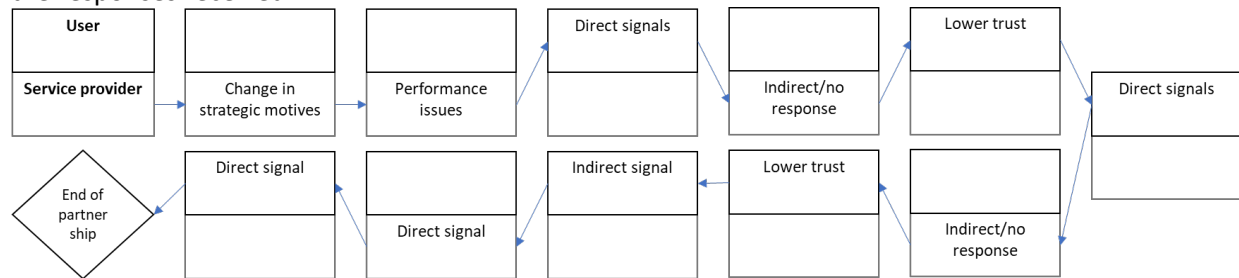 User
Service provider
Change in
strategic motives
Performance
issues
Direct signals
Indirect/no
response
Lower trust
Direct signals
Indirect/no
response
Lower trust
Indirect signal
Direct signal
Direct signal
End of
partner
ship